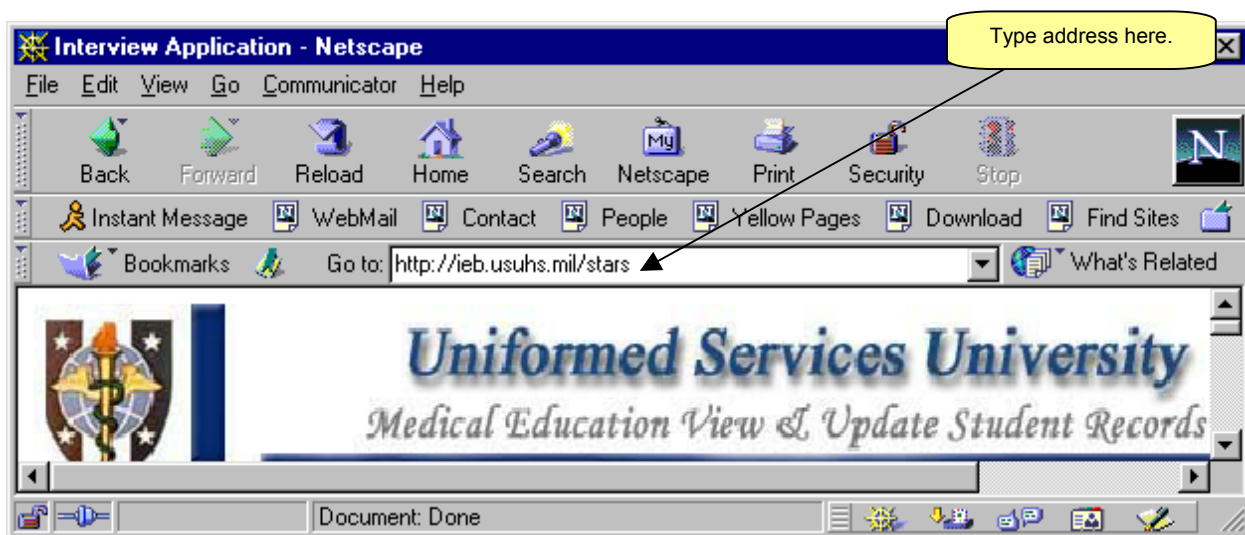 Type address here.
Interview Application - Netscape
File Edit View Go Communicator Help
Back Forward Reload Home Search My Netscape Print Security Stop N
Instant Message WebMail Contact People Yellow Pages Download Find Sites
Bookmarks Go to: http://ieb.usuhs.mil/stars What's Related
Uniformed Services University
Medical Education View & Update Student Records
Document: Done